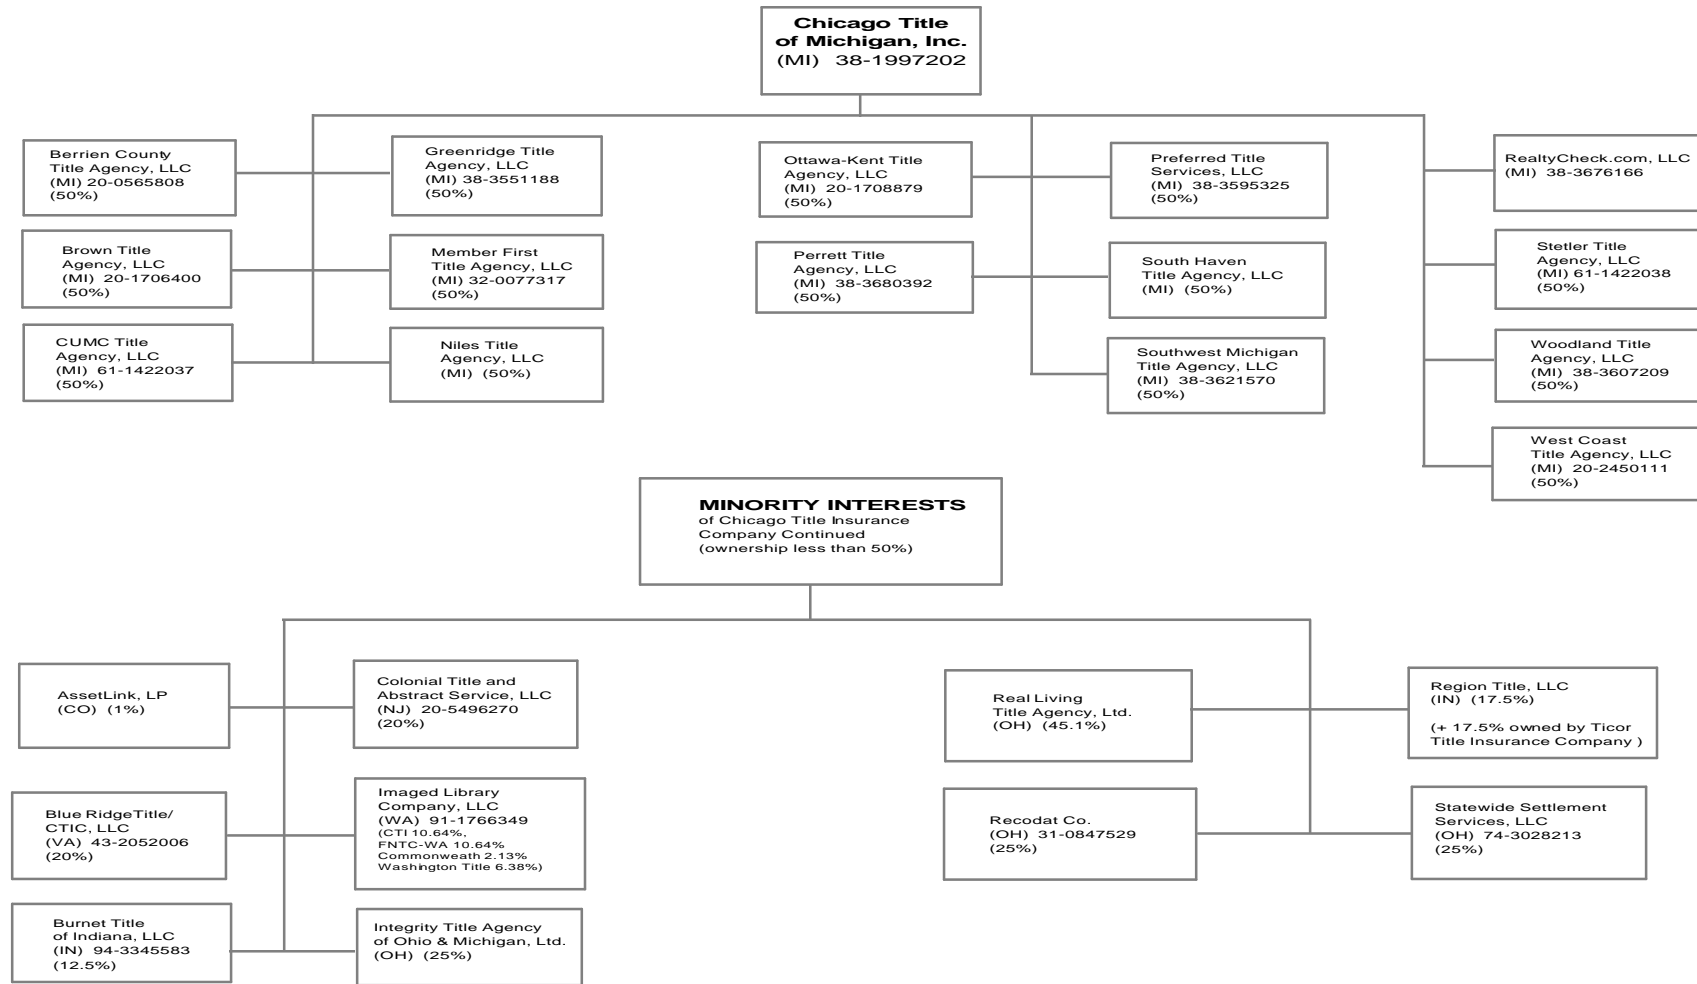 Chicago Title
of Michigan, Inc.
(MI) 38-1997202
Berrien County
Title Agency, LLC
(MI) 20-0565808
(50%)
Greenridge Title
Agency, LLC
(MI) 38-3551188
(50%)
Ottawa-Kent Title
Agency, LLC
(MI) 20-1708879
(50%)
Preferred Title
Services, LLC
(MI) 38-3595325
(50%)
RealtyCheck.com, LLC
(MI) 38-3676166
Brown Title
Agency, LLC
(MI) 20-1706400
(50%)
Member First
Title Agency, LLC
(MI) 32-0077317
(50%)
Perrett Title
Agency, LLC
(MI) 38-3680392
(50%)
South Haven
Title Agency, LLC
(MI) (50%)
Stetler Title
Agency, LLC
(MI) 61-1422038
(50%)
CUMC Title
Agency, LLC
(MI) 61-1422037
(50%)
Niles Title
Agency, LLC
(MI) (50%)
Southwest Michigan
Title Agency, LLC
(MI) 38-3621570
(50%)
Woodland Title
Agency, LLC
(MI) 38-3607209
(50%)
West Coast
Title Agency, LLC
(MI) 20-2450111
(50%)
MINORITY INTERESTS
of Chicago Title Insurance
Company Continued
(ownership less than 50%)
AssetLink, LP
(CO) (1%)
Colonial Title and
Abstract Service, LLC
(NJ) 20-5496270
(20%)
Real Living
Title Agency, Ltd.
(OH) (45.1%)
Region Title, LLC
(IN) (17.5%)
(+ 17.5% owned by Ticor
Title Insurance Company )
Blue RidgeTitle/
CTIC, LLC
(VA) 43-2052006
(20%)
Imaged Library
Company, LLC
(WA) 91-1766349
(CTI 10.64%,
FNTC-WA 10.64%
Commonweath 2.13%
Washington Title 6.38%)
Recodat Co.
(OH) 31-0847529
(25%)
Statewide Settlement
Services, LLC
(OH) 74-3028213
(25%)
Burnet Title
of Indiana, LLC
(IN) 94-3345583
(12.5%)
Integrity Title Agency
of Ohio & Michigan, Ltd.
(OH) (25%)